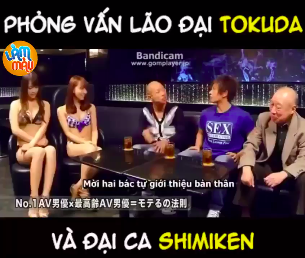 PHỎNG VẤN LÃO ĐẠI TOKUDA
LÀM
MÀU
Bandicam
www.gomplayer.jp
SEX
Mời hai bác tự giới thiệu bản thân
No.1AV男優×最高齢AV男優=モテるの法則
VÀ ĐẠI CA SHIMIKEN